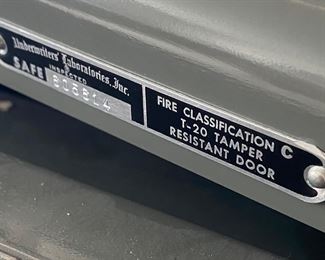 Underwriters' Laboratories, Inc.
INSPECTED
SAFE
FIRE CLASSIFICATION C
T-20 TAMPER
RESISTANT DOOR